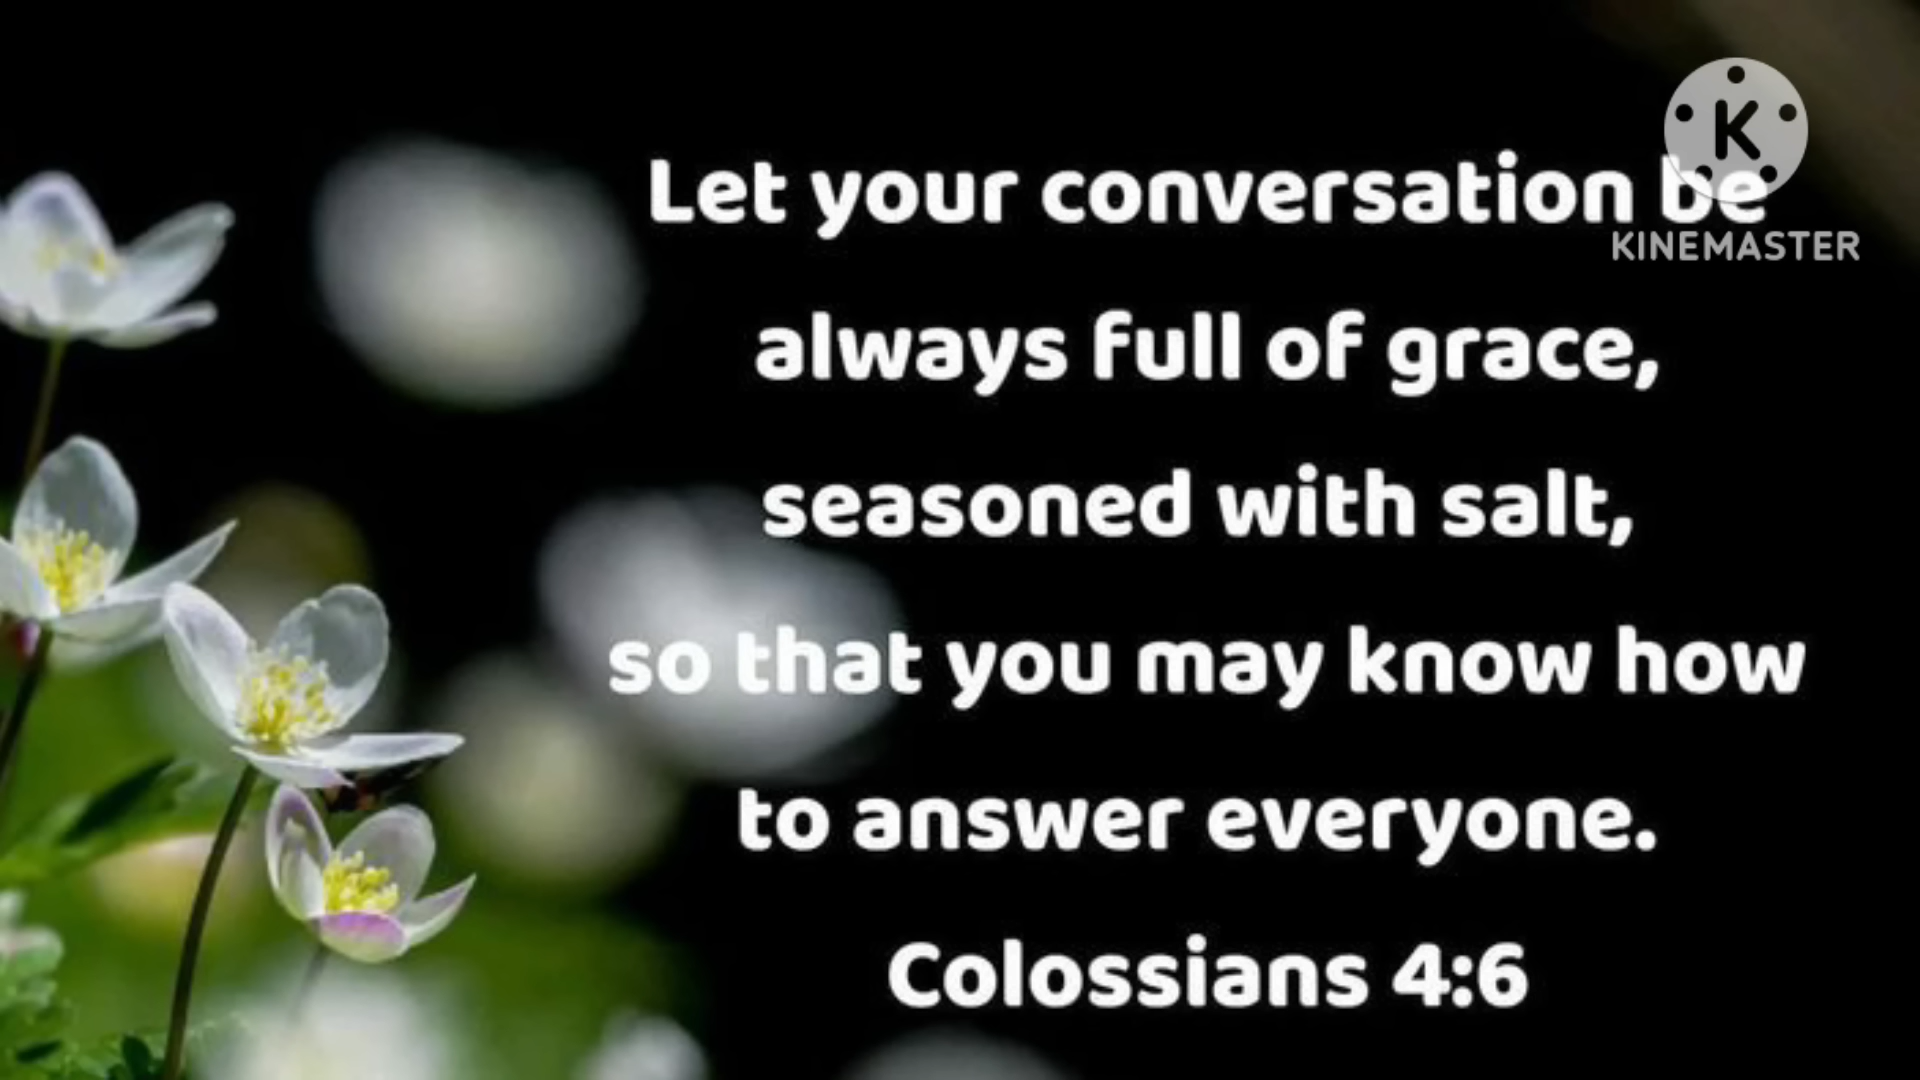 K
Let your conversation be
KINEMASTER
always full of grace,
seasoned with salt,
so that you may know how
to answer everyone.
Colossians 4:6